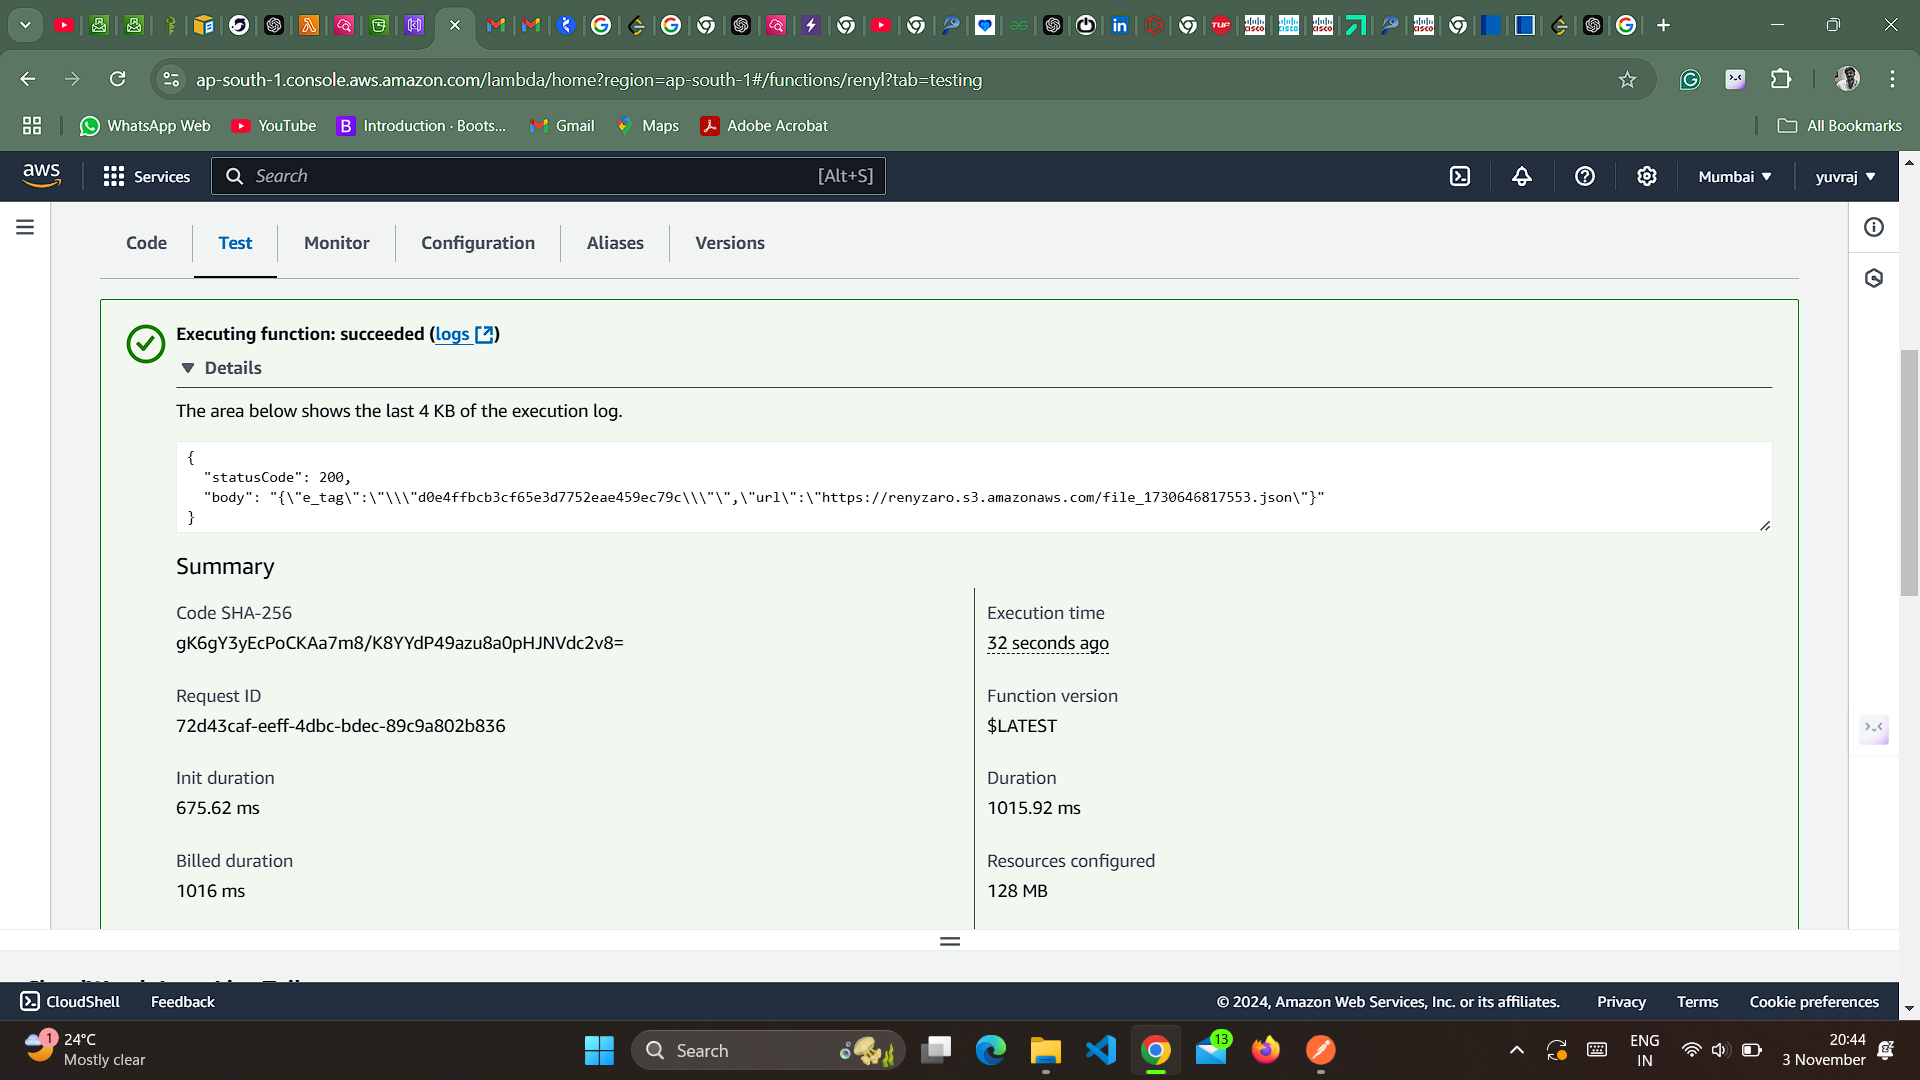 ap-south-1.console.aws.amazon.com/lambda/home?region=ap-south-1#/functions/renyl?tab=testing
WhatsApp Web
YouTube
Introduction · Boots...
Gmail
Maps
Adobe Acrobat
All Bookmarks
aws
Services
Search
[Alt+S]
Mumbai
yuvraj
Code
Test
Monitor
Configuration
Aliases
Versions
Executing function: succeeded (logs)
Details
The area below shows the last 4 KB of the execution log.
{
"statusCode": 200,
"body": "{\"e_tag\":\"\\\"d0e4ffbcb3cf65e3d7752eae459ec79c\\\"\",\"url\":\"https://renyzaro.s3.amazonaws.com/file_1730646817553.json\"}"
}
Summary
Code SHA-256
gK6gY3yEcPoCKAa7m8/K8YYdP49azu8a0pHJNVdc2v8=
Execution time
32 seconds ago
Request ID
72d43caf-eeff-4dbc-bdec-89c9a802b836
Function version
$LATEST
Init duration
675.62 ms
Duration
1015.92 ms
Billed duration
1016 ms
Resources configured
128 MB
CloudShell
Feedback
© 2024, Amazon Web Services, Inc. or its affiliates.
Privacy
Terms
Cookie preferences
1
24°C
Mostly clear
Search
13
ENG
IN
20:44
3 November